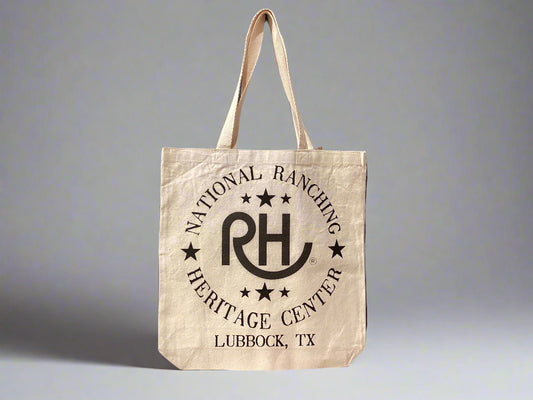 NATIONAL RANCHING
RH®
HERITAGE CENTER
LUBBOCK, TX